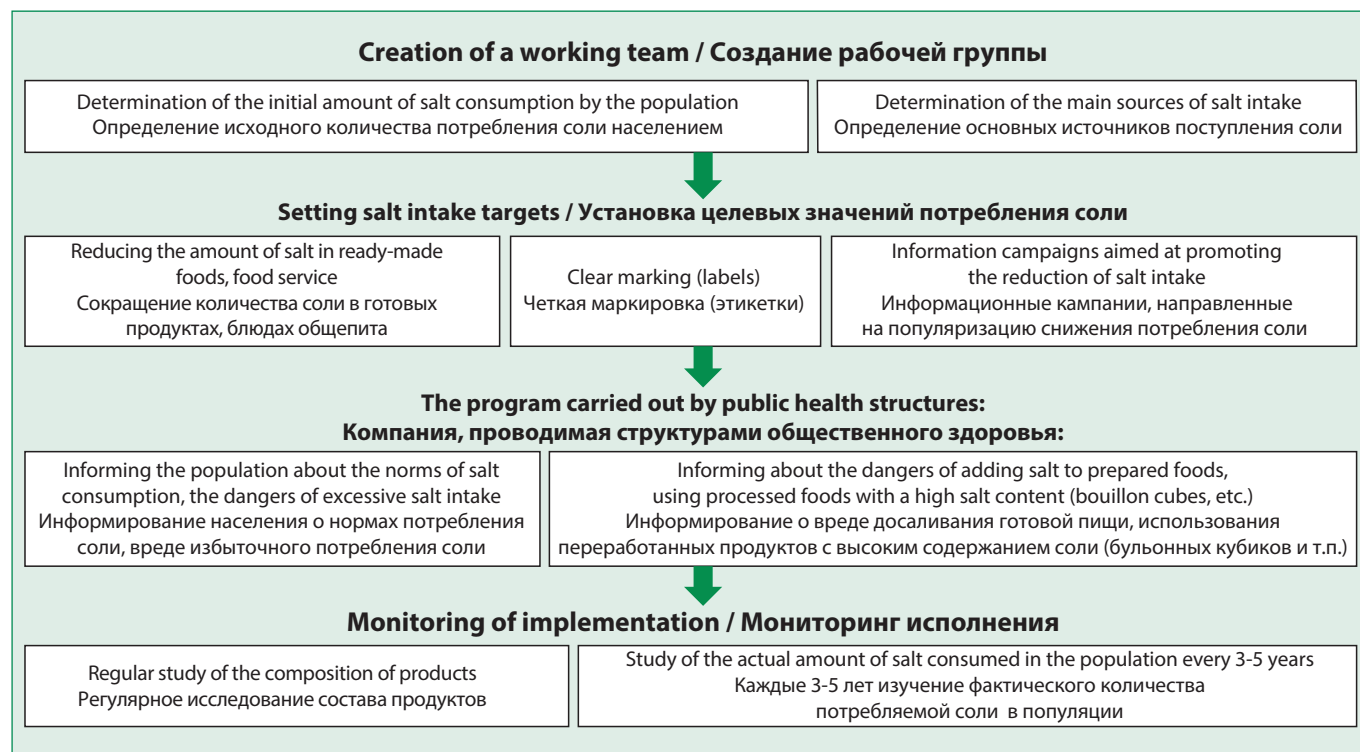 Creation of a working team / Создание рабочей группы
Determination of the initial amount of salt consumption by the population
Определение исходного количества потребления соли населением
Determination of the main sources of salt intake
Определение основных источников поступления соли
Setting salt intake targets / Установка целевых значений потребления соли
Reducing the amount of salt in ready-made
foods, food service
Сокращение количества соли в готовых
продуктах, блюдах общепита
Clear marking (labels)
Четкая маркировка (этикетки)
Information campaigns aimed at promoting
the reduction of salt intake
Информационные кампании, направленные
на популяризацию снижения потребления соли
The program carried out by public health structures:
Компания, проводимая структурами общественного здоровья:
Informing the population about the norms of salt
consumption, the dangers of excessive salt intake
Информирование населения о нормах потребления
соли, вреде избыточного потребления соли
Informing about the dangers of adding salt to prepared foods,
using processed foods with a high salt content (bouillon cubes, etc.)
Информирование о вреде досаливания готовой пищи, использования
переработанных продуктов с высоким содержанием соли (бульонных кубиков и т.п.)
Monitoring of implementation / Мониторинг исполнения
Regular study of the composition of products
Регулярное исследование состава продуктов
Study of the actual amount of salt consumed in the population every 3-5 years
Каждые 3-5 лет изучение фактического количества
потребляемой соли в популяции